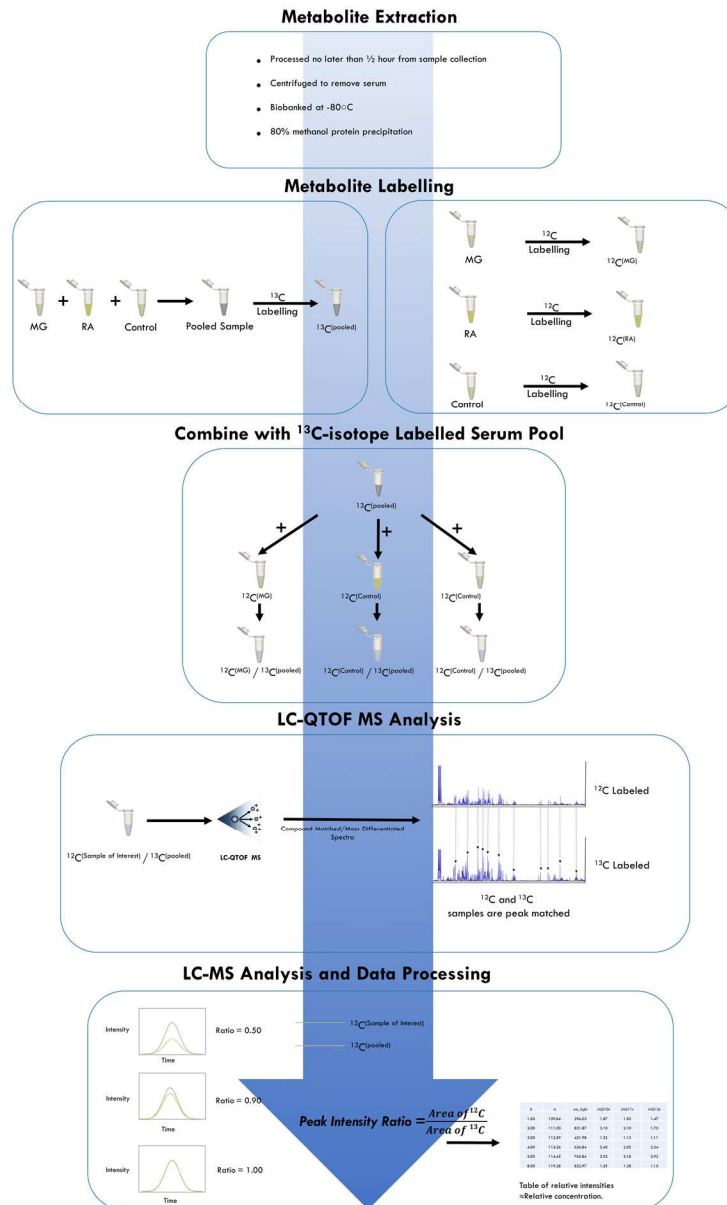 Metabolite Extraction
• Processed no later than ½ hour from sample collection
• Centrifuged to remove serum
• Biobanked at -80○C
• 80% methanol protein precipitation
Metabolite Labelling
MG
+
RA
+
Control
Pooled Sample
¹³C
Labelling
¹³C(pooled)
MG
¹²C
Labelling
¹²C(MG)
RA
¹²C
Labelling
¹²C(RA)
Control
¹²C
Labelling
¹²C(Control)
Combine with ¹³C-isotope Labelled Serum Pool
¹³C(pooled)
+
+
+
¹²C(MG)
¹²C(Control)
¹²C(Control)
¹²C(MG) / ¹³C(pooled)
¹²C(Control) / ¹³C(pooled)
¹²C(Control) / ¹³C(pooled)
LC-QTOF MS Analysis
¹²C(Sample of Interest) / ¹³C(pooled)
LC-QTOF MS
Compound Matched/Mass Differentiated
Spectra
¹²C Labeled
¹³C Labeled
¹²C and ¹³C
samples are peak matched
LC-MS Analysis and Data Processing
Intensity
Time
Ratio = 0.50
¹²C(Sample of Interest)
¹³C(pooled)
Intensity
Time
Ratio = 0.90
Intensity
Time
Ratio = 1.00
Peak Intensity Ratio = Area of ¹²C
Area of ¹³C
Table of relative intensities
≈Relative concentration.